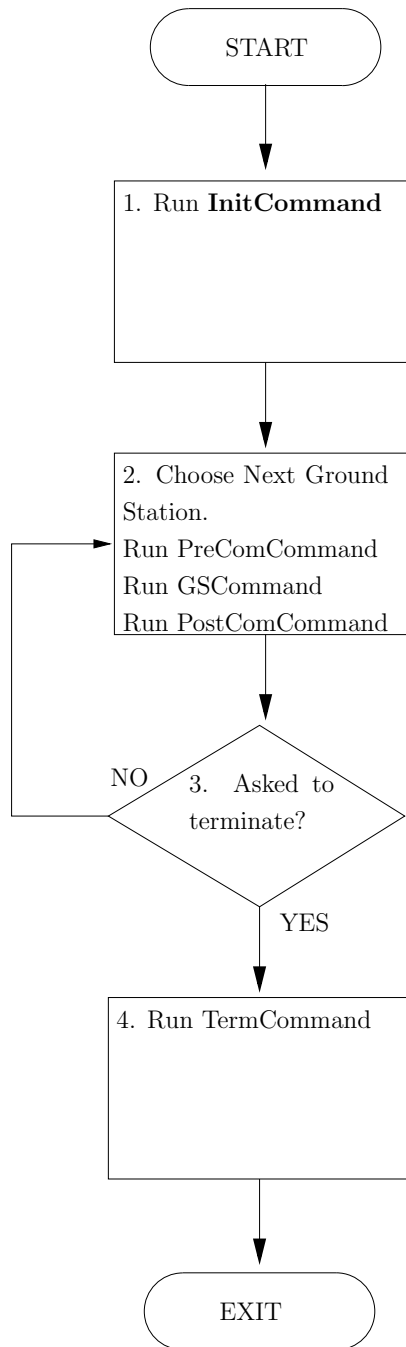 START
1. Run InitCommand
2. Choose Next Ground
Station.
Run PreComCommand
Run GSCommand
Run PostComCommand
NO
3. Asked to
terminate?
YES
4. Run TermCommand
EXIT